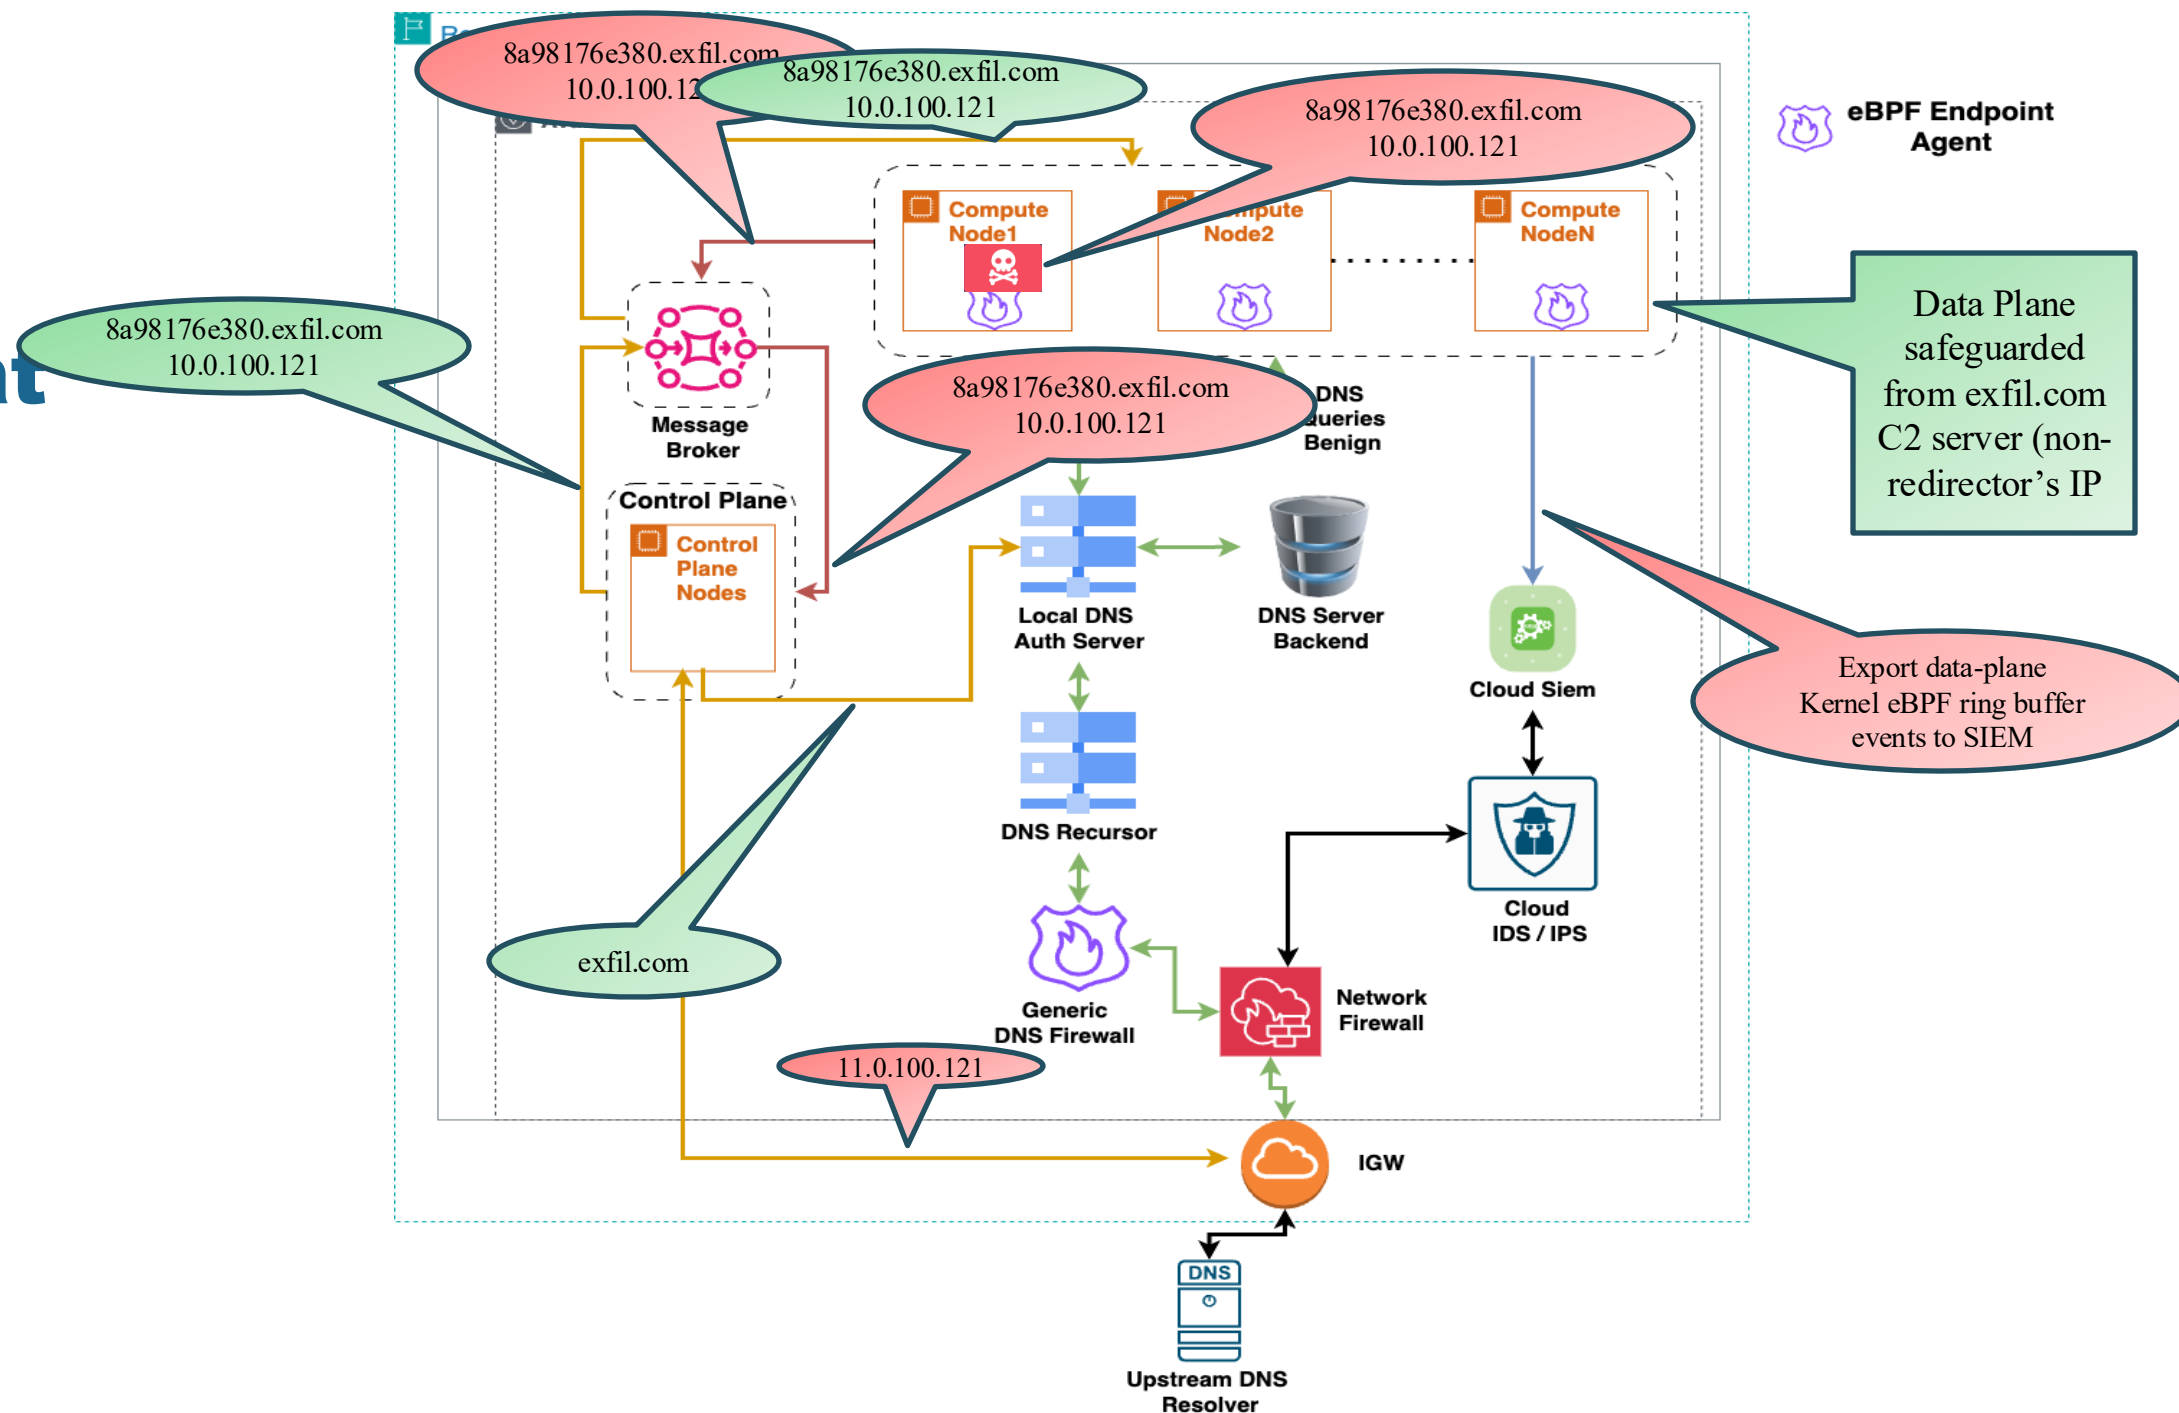 8a98176e380.exfil.com
10.0.100.12
8a98176e380.exfil.com
10.0.100.121
8a98176e380.exfil.com
10.0.100.121
eBPF Endpoint
Agent
Compute
Node1
Node2
Compute
NodeN
8a98176e380.exfil.com
10.0.100.121
Data Plane
safeguarded
from exfil.com
C2 server (non-
redirector’s IP
8a98176e380.exfil.com
10.0.100.121
DNS
Benign
Message
Broker
Control Plane
Control
Plane
Nodes
Local DNS
Auth Server
DNS Server
Backend
Cloud Siem
Export data-plane
Kernel eBPF ring buffer
events to SIEM
DNS Recursor
exfil.com
Cloud
IDS / IPS
Generic
DNS Firewall
Network
Firewall
11.0.100.121
IGW
DNS
Upstream DNS
Resolver